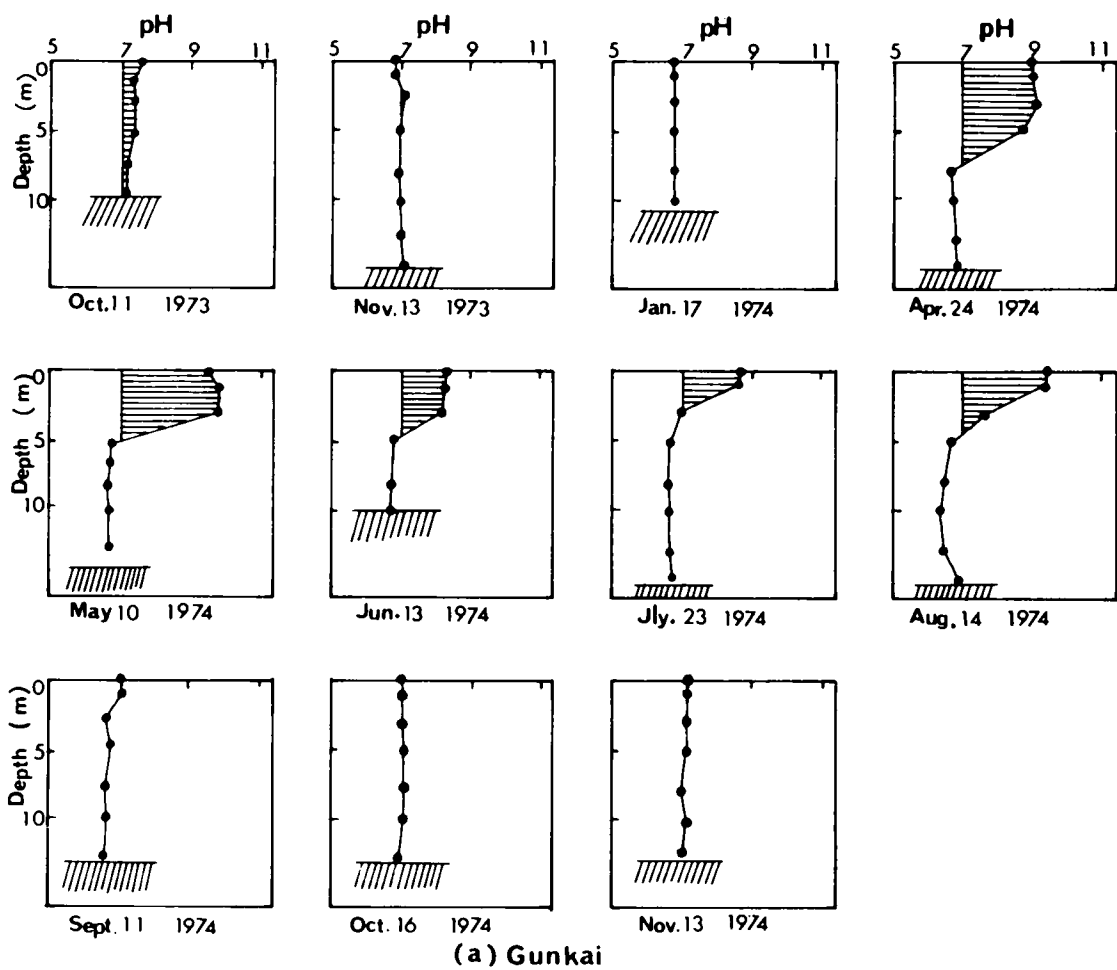 pH pH pH pH
5 7 9 11 5 7 9 11 5 7 9 11 5 7 9 11
Depth (m)
0
5
10
Oct.11 1973 Nov.13 1973 Jan.17 1974 Apr.24 1974
Depth (m)
0
5
10
May10 1974 Jun.13 1974 Jly.23 1974 Aug,14 1974
Depth (m)
0
5
10
Sept.11 1974 Oct.16 1974 Nov.13 1974
(a) Gunkai